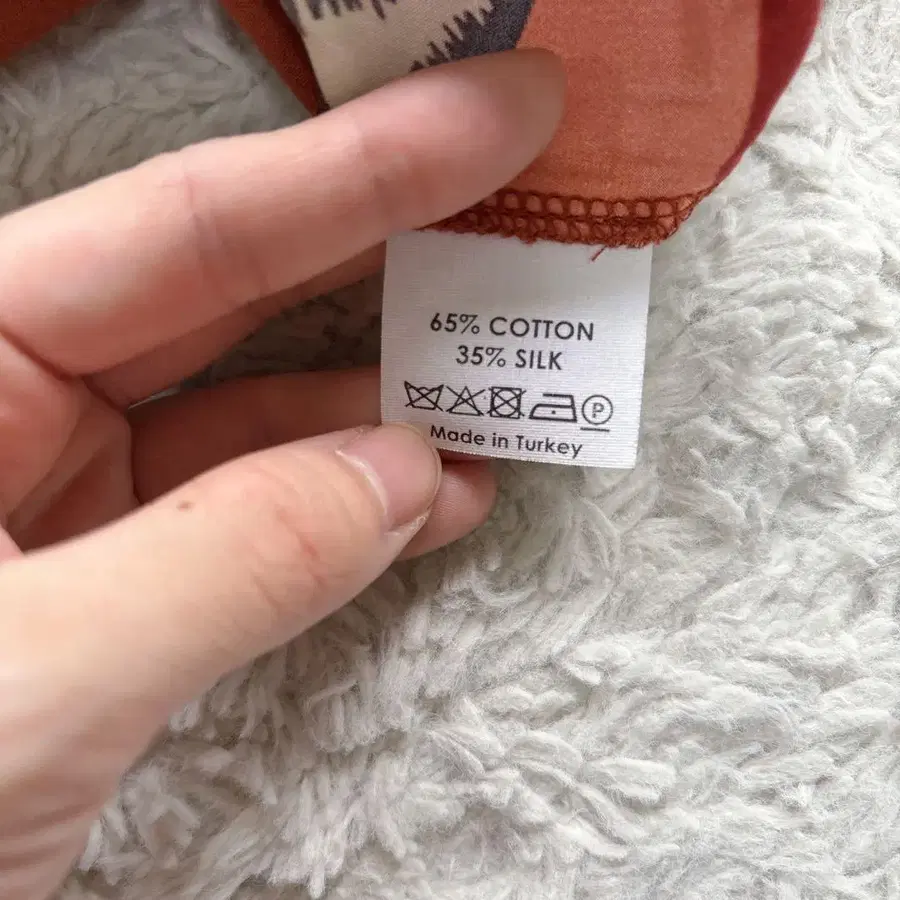 65% COTTON
35% SILK
P
Made in Turkey